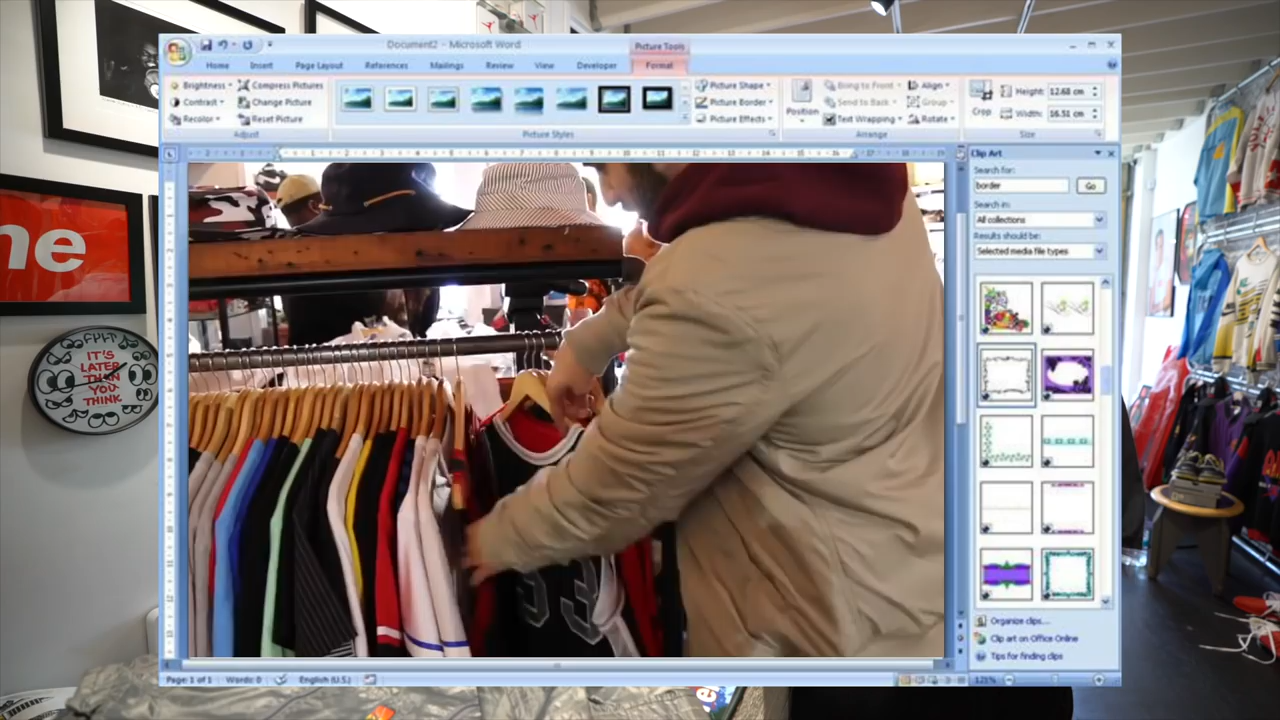 Document2 - Microsoft Word
Picture Tools
Home Insert Page Layout References Mailings Review View Developer Format
Brightness Compress Pictures
Contrast Change Picture
Recolor Reset Picture
Adjust
Picture Styles
Picture Shape
Picture Border
Picture Effects
Position
Bring to Front
Send to Back
Text Wrapping
Align
Group
Rotate
Arrange
Crop
Height: 12.68 cm
Width: 16.51 cm
Size
Clip Art
Search for:
border
Go
Search in:
All collections
Results should be:
Selected media file types
Organize clips...
Clip art on Office Online
Tips for finding clips
Page: 1 of 1 Words: 0 English (U.S.)
121%
me
IT'S
LATER
THAN
YOU
THINK
53